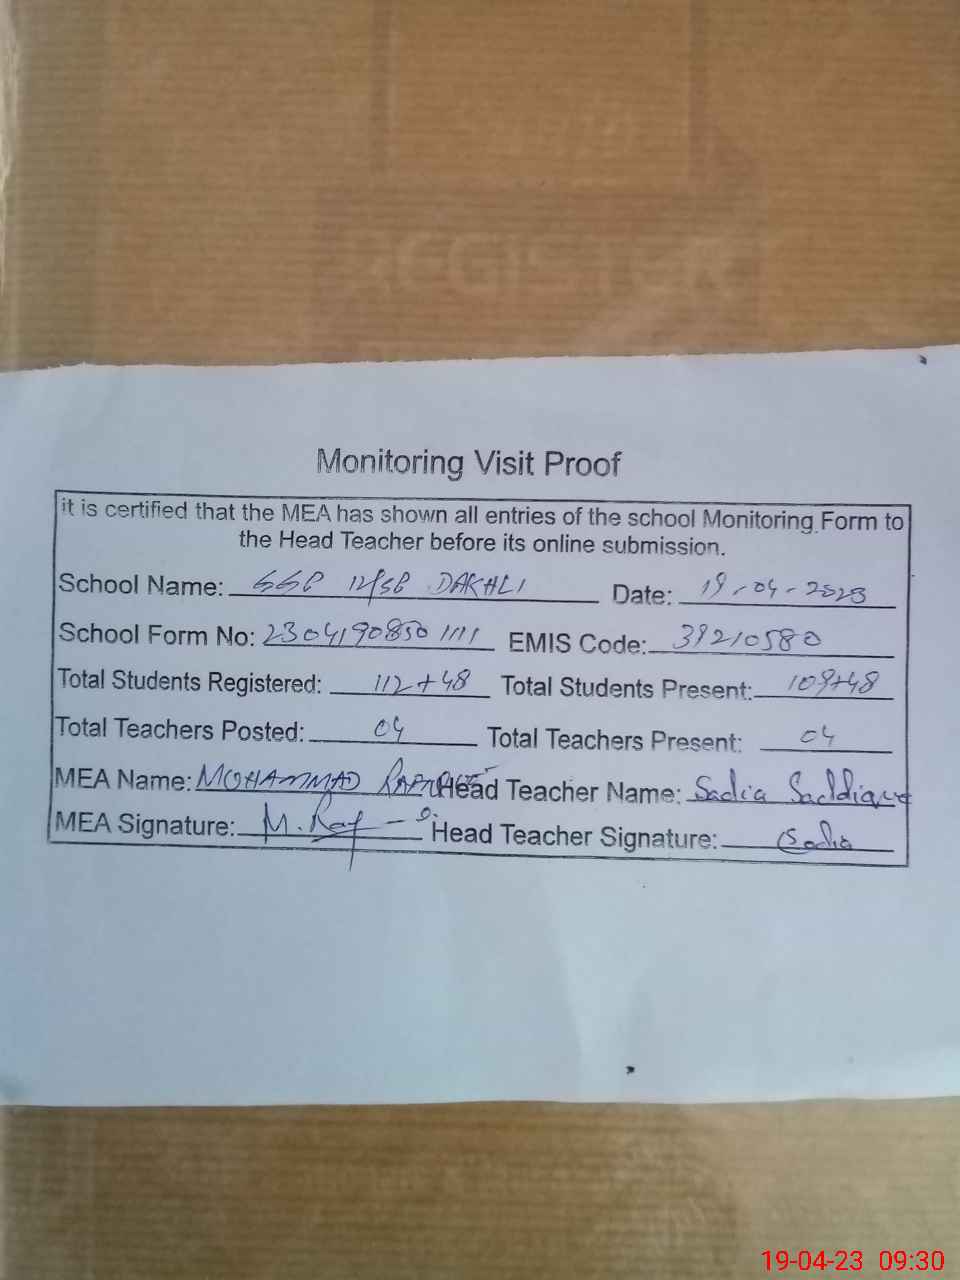 REGISTER
Monitoring Visit Proof
it is certified that the MEA has shown all entries of the school Monitoring Form to
the Head Teacher before its online submission.
School Name: DAKHLI Date: 19-04-2023
School Form No: 2304190850 1111 EMIS Code: 38210580
Total Students Registered: 112+48 Total Students Present: 109+48
Total Teachers Posted: 04 Total Teachers Present: 04
MEA Name: MOHAMMAD Head Teacher Name: Sadia Saddique
MEA Signature: M. Raf Head Teacher Signature: Sadia
19-04-23 09:30